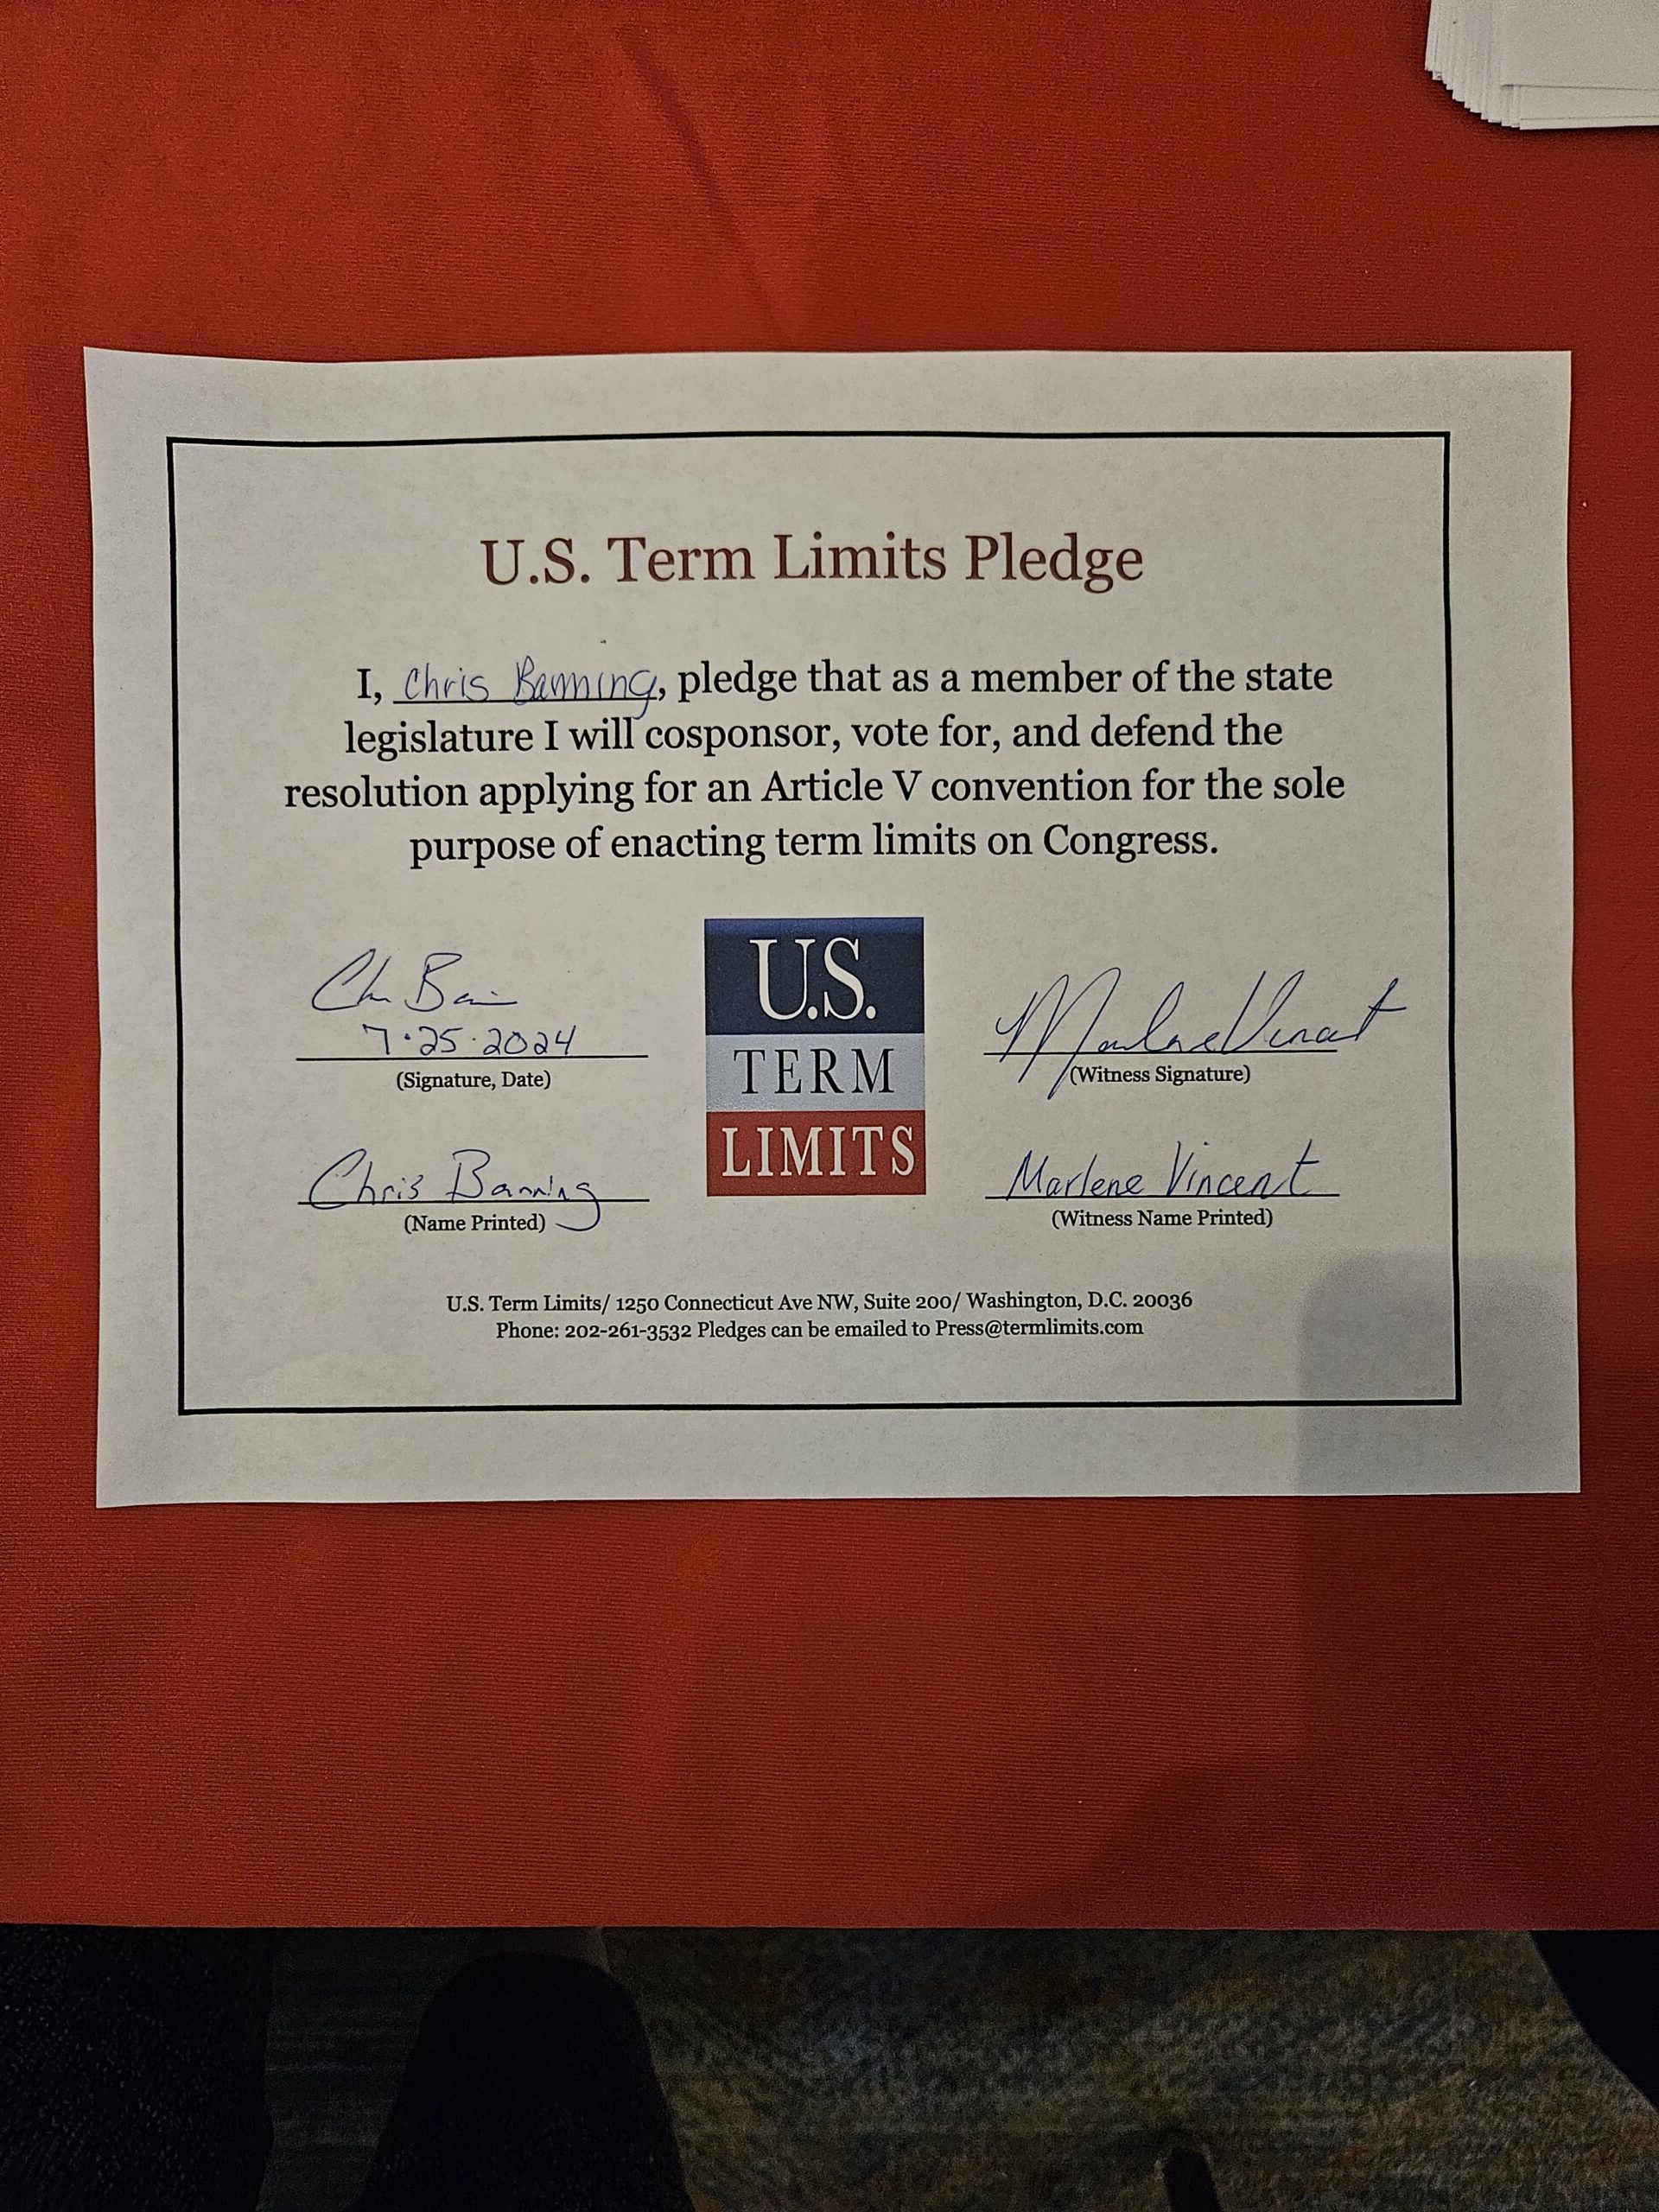 U.S. Term Limits Pledge
I, Chris Banning, pledge that as a member of the state
legislature I will cosponsor, vote for, and defend the
resolution applying for an Article V convention for the sole
purpose of enacting term limits on Congress.
Chris Banning
7.25.2024
(Signature, Date)
Chris Banning
(Name Printed)
U.S.
TERM
LIMITS
Marlene Vincent
(Witness Signature)
Marlene Vincent
(Witness Name Printed)
U.S. Term Limits/ 1250 Connecticut Ave NW, Suite 200/ Washington, D.C. 20036
Phone: 202-261-3532 Pledges can be emailed to Press@termlimits.com